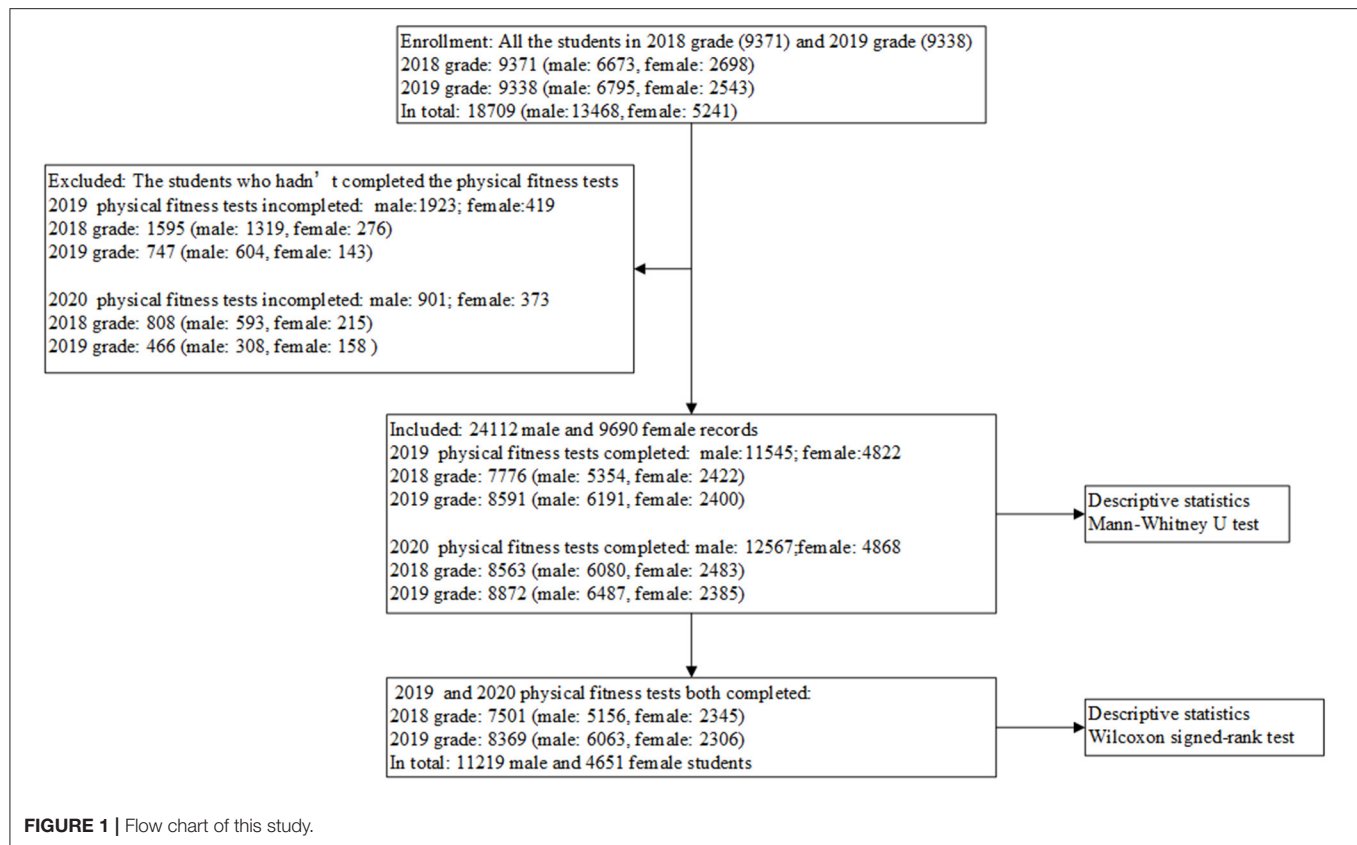 Enrollment: All the students in 2018 grade (9371) and 2019 grade (9338)
2018 grade: 9371 (male: 6673, female: 2698)
2019 grade: 9338 (male: 6795, female: 2543)
In total: 18709 (male:13468, female: 5241)
Excluded: The students who hadn’t completed the physical fitness tests
2019 physical fitness tests incompleted: male:1923; female:419
2018 grade: 1595 (male: 1319, female: 276)
2019 grade: 747 (male: 604, female: 143)
2020 physical fitness tests incompleted: male: 901; female: 373
2018 grade: 808 (male: 593, female: 215)
2019 grade: 466 (male: 308, female: 158 )
Included: 24112 male and 9690 female records
2019 physical fitness tests completed: male:11545; female:4822
2018 grade: 7776 (male: 5354, female: 2422)
2019 grade: 8591 (male: 6191, female: 2400)
2020 physical fitness tests completed: male: 12567;female: 4868
2018 grade: 8563 (male: 6080, female: 2483)
2019 grade: 8872 (male: 6487, female: 2385)
Descriptive statistics
Mann-Whitney U test
2019 and 2020 physical fitness tests both completed:
2018 grade: 7501 (male: 5156, female: 2345)
2019 grade: 8369 (male: 6063, female: 2306)
In total: 11219 male and 4651 female students
Descriptive statistics
Wilcoxon signed-rank test
FIGURE 1 | Flow chart of this study.